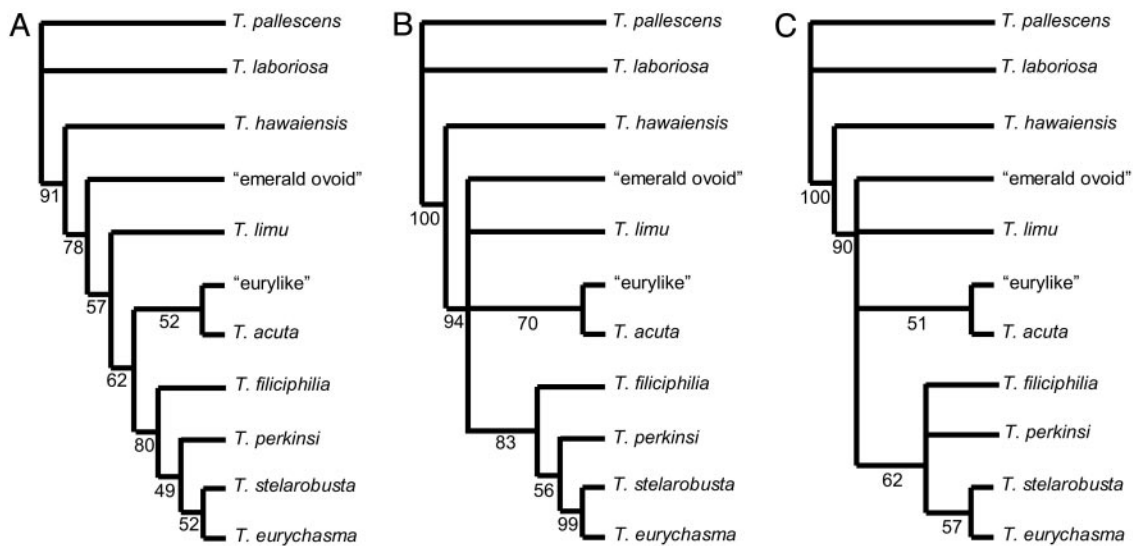 A
T. pallescens
T. laboriosa
T. hawaiensis
"emerald ovoid"
T. limu
"eurylike"
T. acuta
T. filiciphilia
T. perkinsi
T. stelarobusta
T. eurychasma
91
78
57
62
52
80
49
52
B
T. pallescens
T. laboriosa
T. hawaiensis
"emerald ovoid"
T. limu
"eurylike"
T. acuta
T. filiciphilia
T. perkinsi
T. stelarobusta
T. eurychasma
100
94
70
83
56
99
C
T. pallescens
T. laboriosa
T. hawaiensis
"emerald ovoid"
T. limu
"eurylike"
T. acuta
T. filiciphilia
T. perkinsi
T. stelarobusta
T. eurychasma
100
90
51
62
57